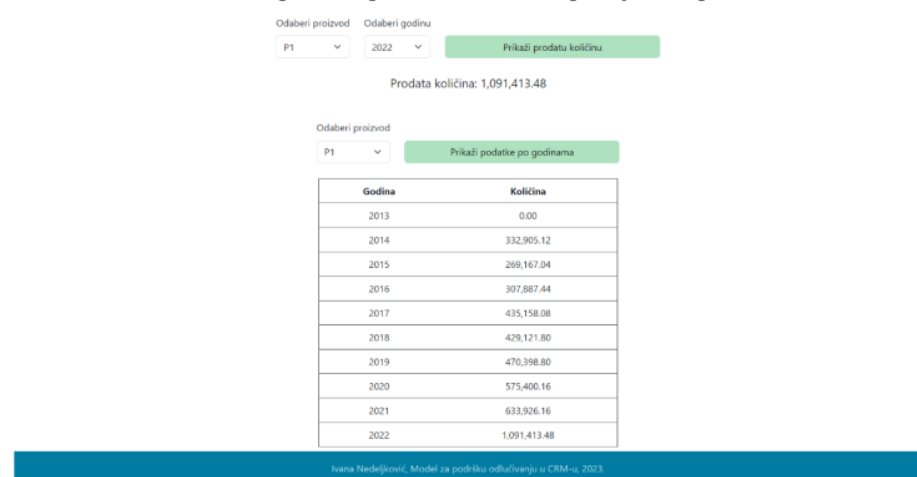 Odaberi proizvod Odaberi godinu
P1 2022 Prikaži prodatu količinu
Prodata količina: 1,091,413.48
Odaberi proizvod
P1 Prikaži podatke po godinama
Godina Količina
2013 0.00
2014 332,905.12
2015 269,167.04
2016 307,887.44
2017 435,158.08
2018 429,121.80
2019 470,398.80
2020 575,400.16
2021 633,926.16
2022 1,091,413.48
Ivana Nedeljković, Model za podršku odlučivanju u CRM-u, 2023.